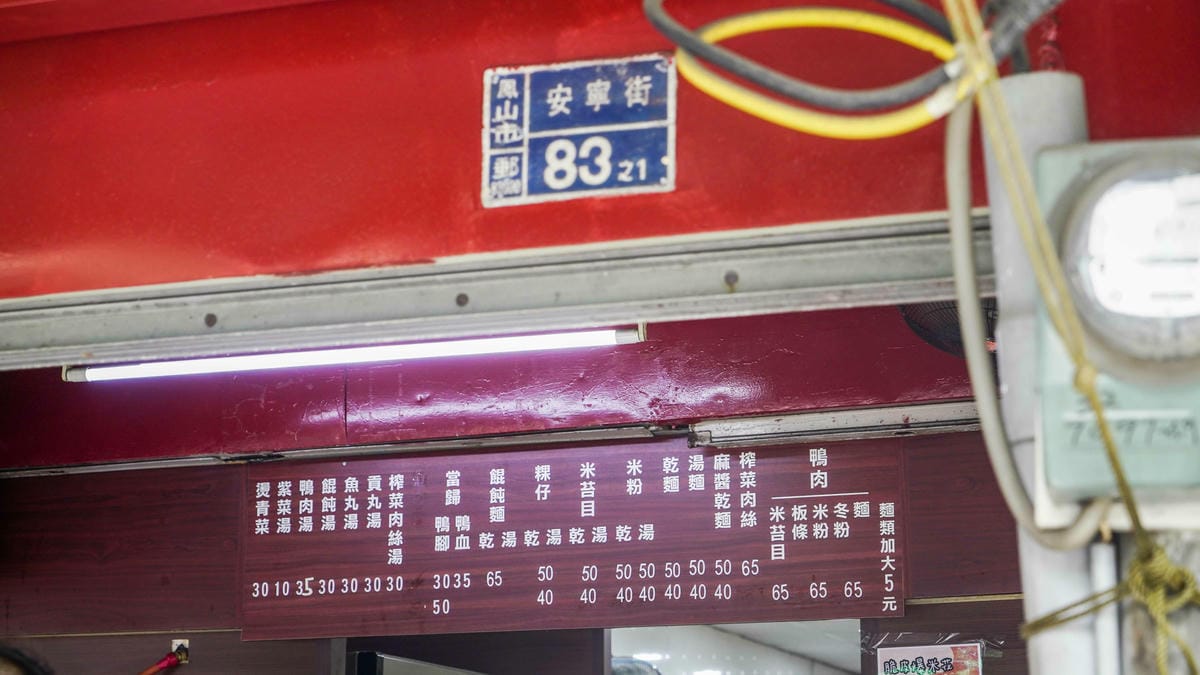 鳳山市
郵
安寧街
83 21
麵類加大5元
鴨肉
麵
冬粉
米粉
板條
米苔目
65 65 65
榨菜肉絲 65
麻醬乾麵 50 40
湯麵 50 40
乾麵 50 40
米粉 湯 乾 50 50 40 40
米苔目 湯 乾 50 40
粿仔 湯 乾 50 40
餛飩麵 湯 乾 65
當歸 鴨血 鴨腳 35 30 50
榨菜肉絲湯 30
貢丸湯 30
魚丸湯 30
餛飩湯 30
鴨肉湯 35
紫菜湯 10
燙青菜 30